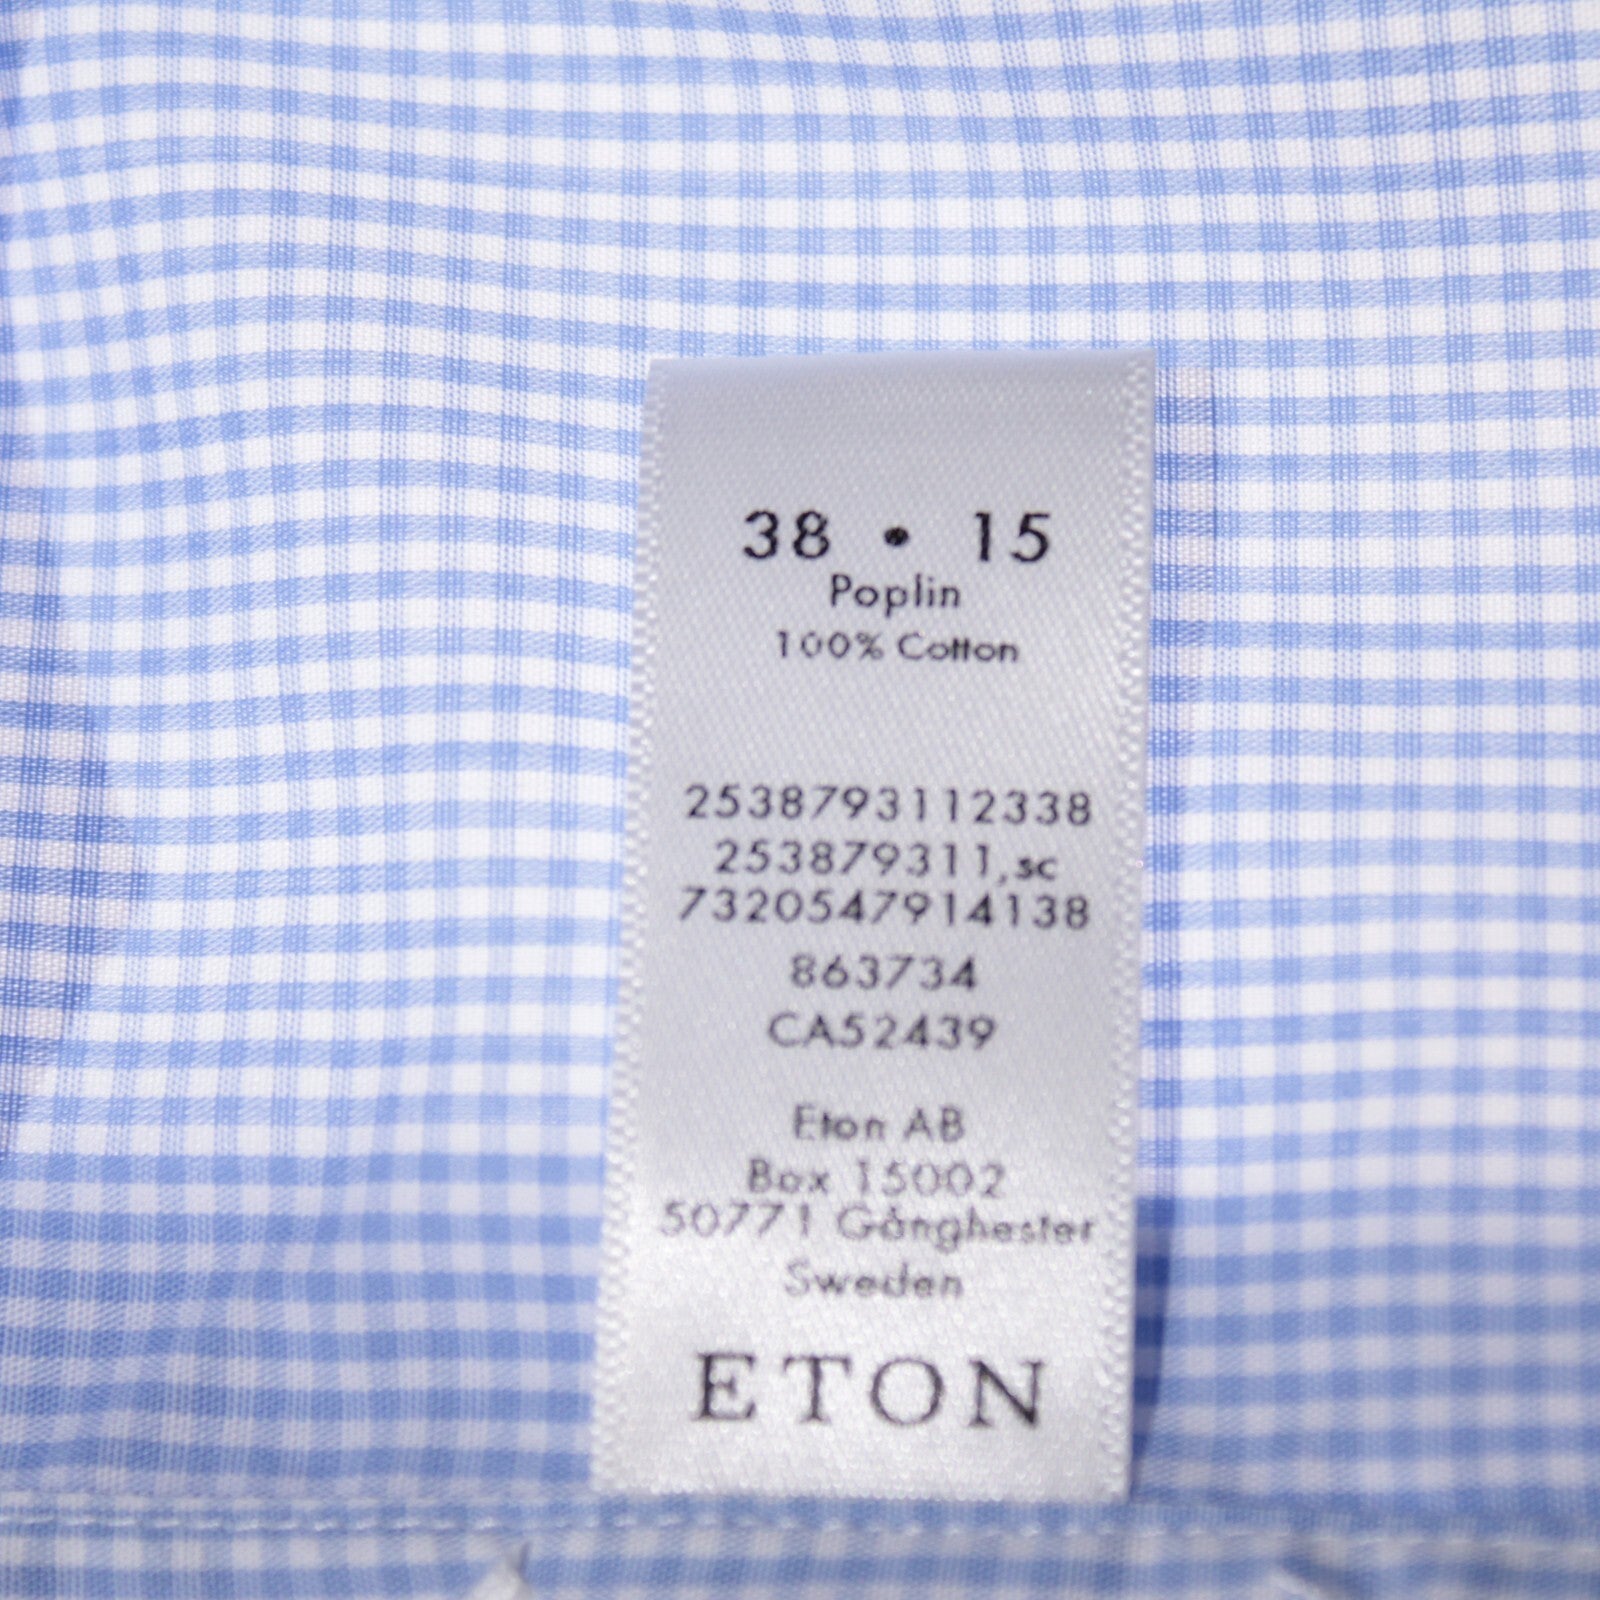 38 • 15
Poplin
100% Cotton
2538793112338
253879311,sc
7320547914138
863734
CA52439
Eton AB
Box 15002
50771 Gånghester
Sweden
ETON